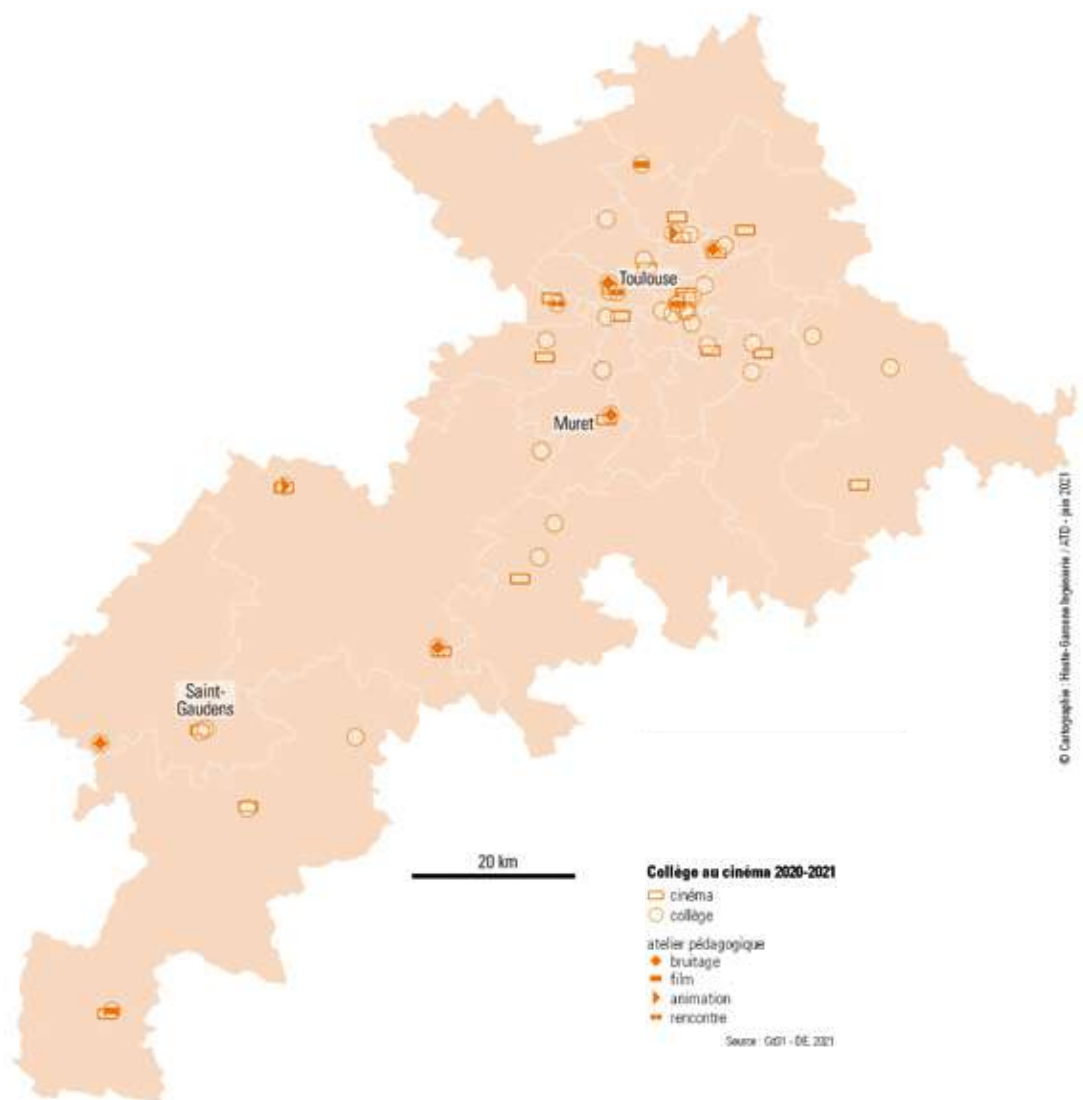 Toulouse
Muret
Saint-
Gaudens
20 km
Collège au cinéma 2020-2021
cinéma
collège
atelier pédagogique
bruitage
film
animation
rencontre
Source : Cd31 - DE, 2021
© Cartographie : Haute-Garonne Ingénierie / ATD - juin 2021